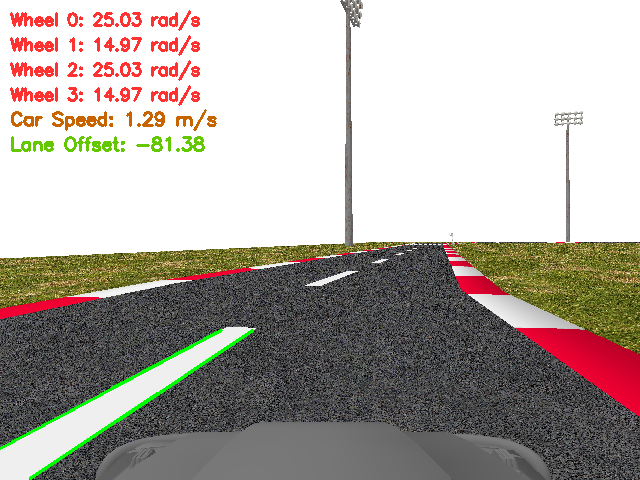 Wheel 0: 25.03 rad/s
Wheel 1: 14.97 rad/s
Wheel 2: 25.03 rad/s
Wheel 3: 14.97 rad/s
Car Speed: 1.29 m/s
Lane Offset: -81.38